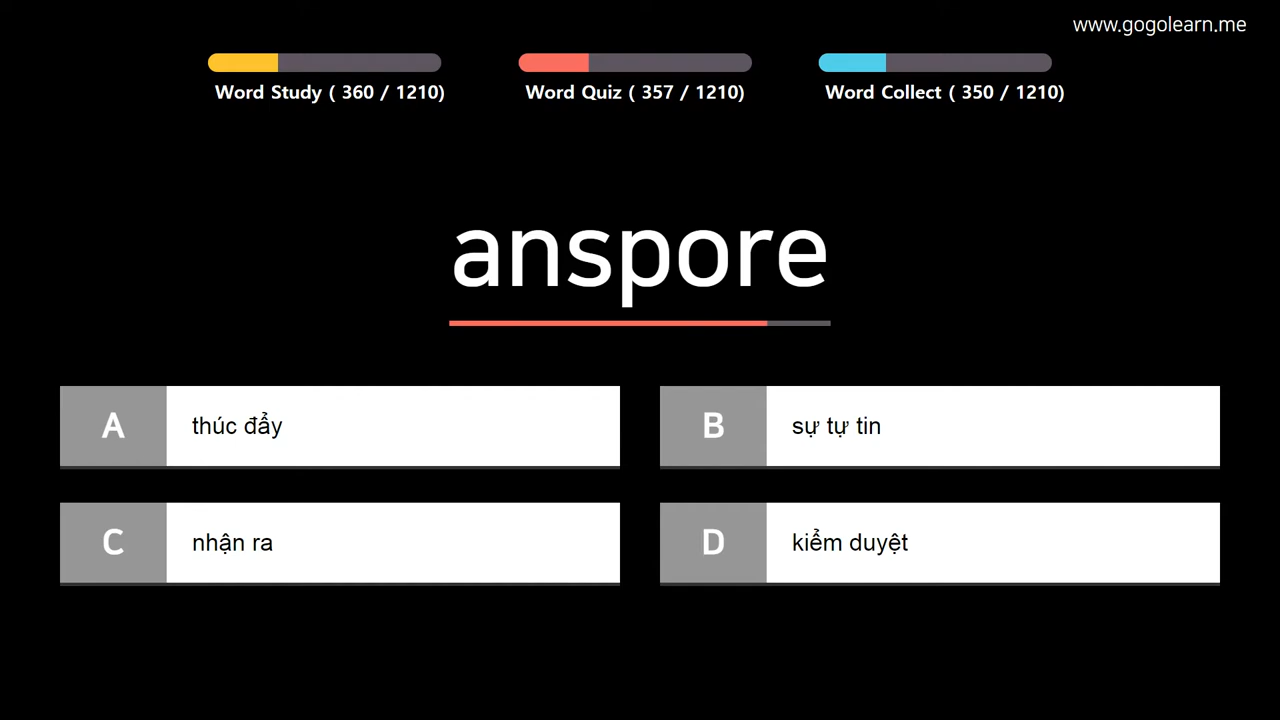 www.gogolearn.me
Word Study ( 360 / 1210)
Word Quiz ( 357 / 1210)
Word Collect ( 350 / 1210)
anspore
A
thúc đẩy
B
sự tự tin
C
nhận ra
D
kiểm duyệt